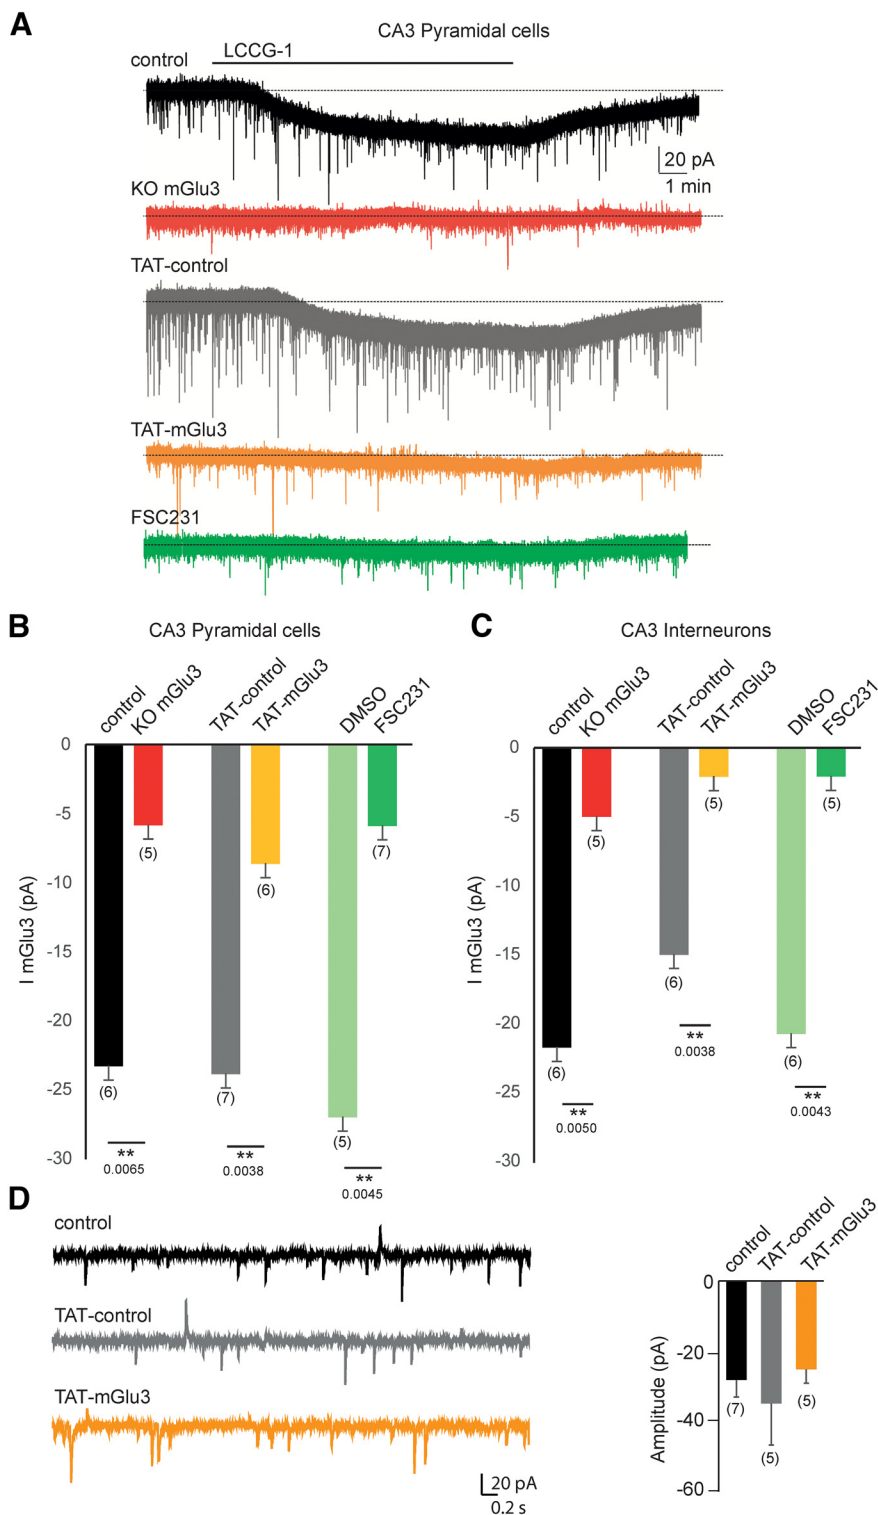 A
CA3 Pyramidal cells
LCCG-1
control
20 pA
1 min
KO mGlu3
TAT-control
TAT-mGlu3
FSC231
B
CA3 Pyramidal cells
control
KO mGlu3
TAT-control
TAT-mGlu3
DMSO
FSC231
I mGlu3 (pA)
0
-5
-10
-15
-20
-25
-30
(6)
(5)
(7)
(6)
(5)
(7)
**
0.0065
**
0.0038
**
0.0045
C
CA3 Interneurons
control
KO mGlu3
TAT-control
TAT-mGlu3
DMSO
FSC231
I mGlu3 (pA)
0
-5
-10
-15
-20
-25
-30
(6)
(5)
(6)
(5)
(6)
(5)
**
0.0050
**
0.0038
**
0.0043
D
control
TAT-control
TAT-mGlu3
20 pA
0.2 s
control
TAT-control
TAT-mGlu3
Amplitude (pA)
0
-20
-40
-60
(7)
(5)
(5)